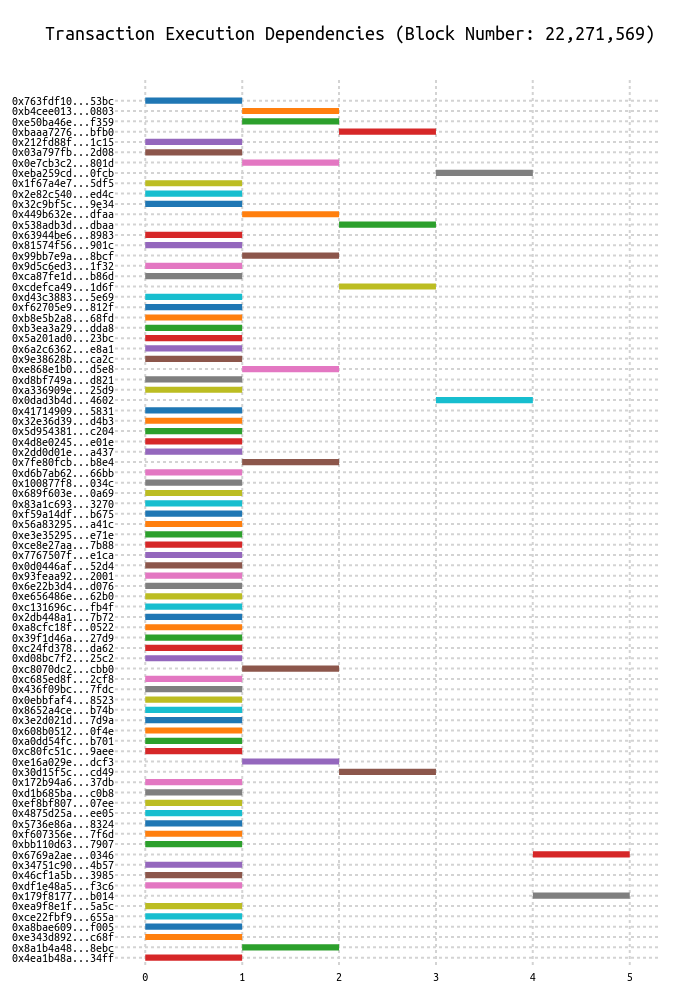 Transaction Execution Dependencies (Block Number: 22,271,569)
0x763fdf10...53bc
0xb4cee013...0803
0xe50ba46e...f359
0xbaaa7276...bfb0
0x212fd88f...1c15
0x03a797fb...2d08
0x0e7cb3c2...801d
0xeba259cd...0fcb
0x1f67a4e7...5df5
0x2e82c540...ed4c
0x32c9bf5c...9e34
0x449b632e...dfaa
0x538adb3d...dbaa
0x63944be6...8983
0x81574f56...901c
0x99bb7e9a...8bcf
0x9d5c6ed3...1f32
0xca87fe1d...b86d
0xcdefca49...1d6f
0xd43c3883...5e69
0xf62705e9...812f
0xb8e5b2a8...68fd
0xb3ea3a29...dda8
0x5a201ad0...23bc
0x6a2c6362...e8a1
0x9e38628b...ca2c
0xe868e1b0...d5e8
0xd8bf749a...d821
0xa336909e...25d9
0x0dad3b4d...4602
0x41714909...5831
0x32e36d39...d4b3
0x5d954381...c204
0x4d8e0245...e01e
0x2dd0d01e...a437
0x7fe80fcb...b8e4
0xd6b7ab62...66bb
0x100877f8...034c
0x689f603e...0a69
0x83a1c693...3270
0xf59a14df...b675
0x56a83295...a41c
0xe3e35295...e71e
0xce8e27aa...7b88
0x7767507f...e1ca
0x0d0446af...52d4
0x93feaa92...2001
0x6e22b3d4...d076
0xe656486e...62b0
0xc131696c...fb4f
0x2db448a1...7b72
0xa8cfc18f...0522
0x39f1d46a...27d9
0xc24fd378...da62
0xd08bc7f2...25c2
0xc8070dc2...cbb0
0xc685ed8f...2cf8
0x436f09bc...7fdc
0x0ebbfaf4...8523
0x8652a4ce...b74b
0x3e2d021d...7d9a
0x608b0512...0f4e
0xa0dd54fc...b701
0xc80fc51c...9aee
0xe16a029e...dcf3
0x30d15f5c...cd49
0x172b94a6...37db
0xd1b685ba...c0b8
0xef8bf807...07ee
0x4875d25a...ee05
0x5736e86a...8324
0xf607356e...7f6d
0xbb110d63...7907
0x6769a2ae...0346
0x34751c90...4b57
0x46cf1a5b...3985
0xdf1e48a5...f3c6
0x179f8177...b014
0xea9f8e1f...5a5c
0xce22fbf9...655a
0xa8bae609...f005
0xe343d892...c68f
0x8a1b4a48...8ebc
0x4ea1b48a...34ff
0 1 2 3 4 5